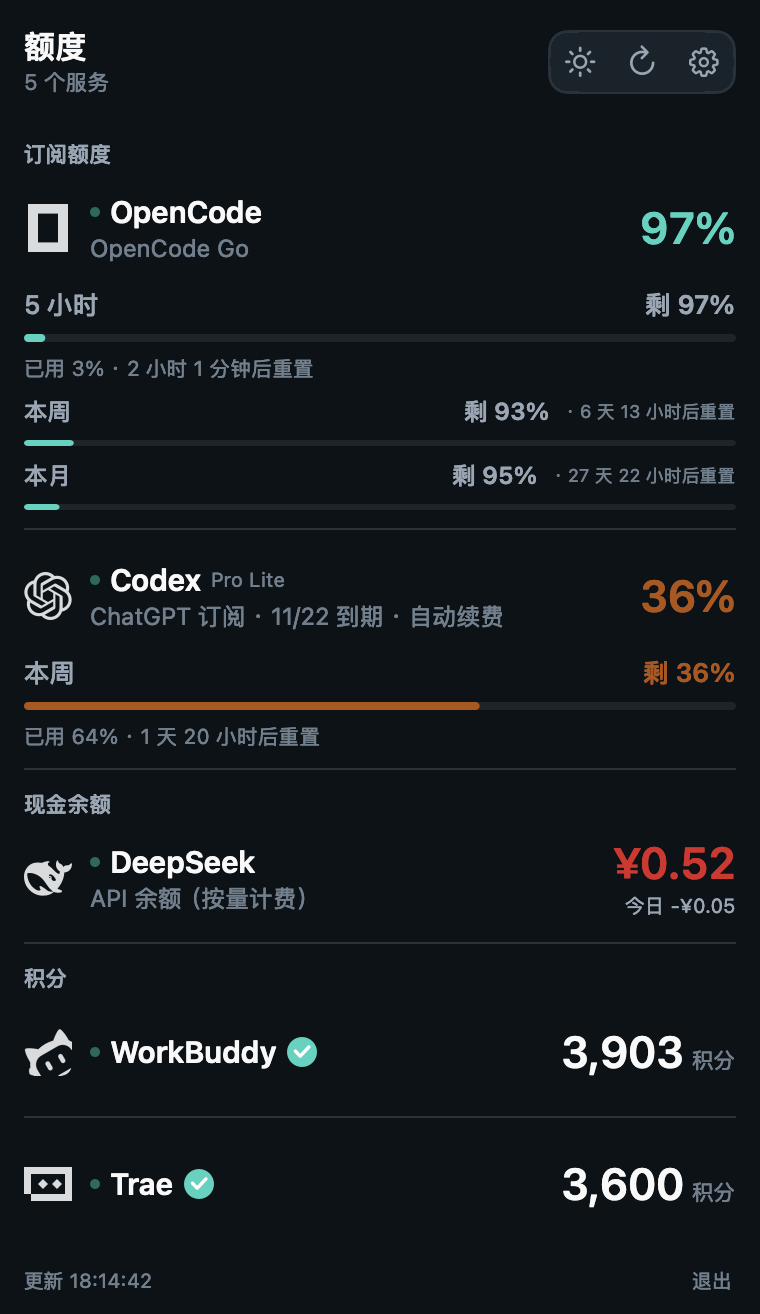 额度
5 个服务
订阅额度
OpenCode
97%
OpenCode Go
5 小时 剩 97%
已用 3% · 2 小时 1 分钟后重置
本周 剩 93% · 6 天 13 小时后重置
本月 剩 95% · 27 天 22 小时后重置
Codex Pro Lite
36%
ChatGPT 订阅 · 11/22 到期 · 自动续费
本周 剩 36%
已用 64% · 1 天 20 小时后重置
现金余额
DeepSeek
¥0.52
API 余额（按量计费）
今日 -¥0.05
积分
WorkBuddy 3,903 积分
Trae 3,600 积分
更新 18:14:42 退出